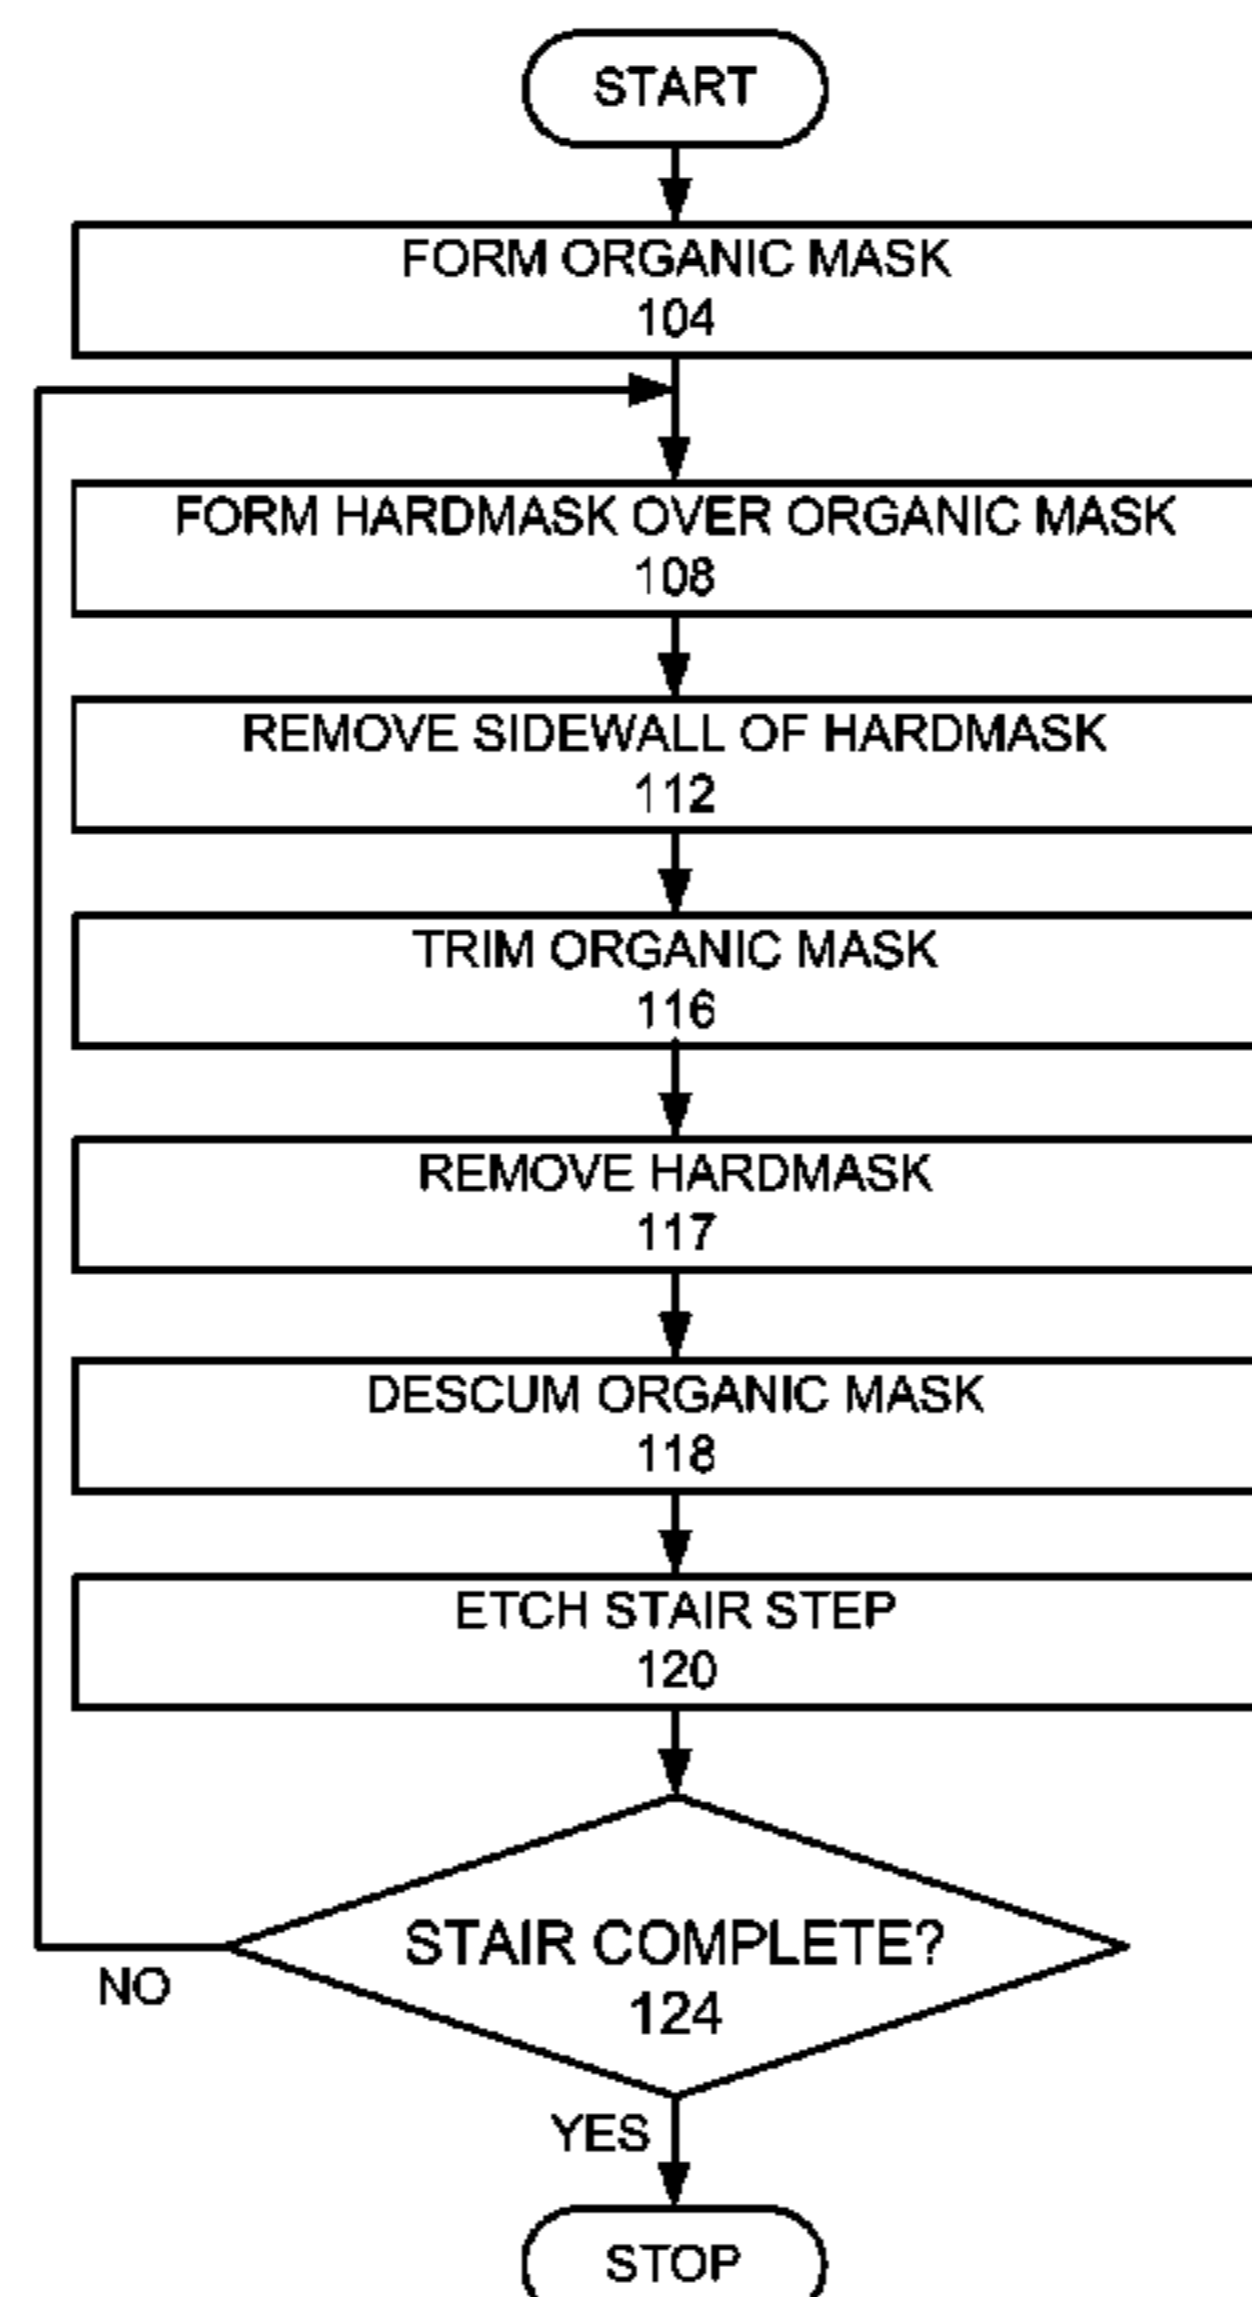 START
FORM ORGANIC MASK
104
FORM HARDMASK OVER ORGANIC MASK
108
REMOVE SIDEWALL OF HARDMASK
112
TRIM ORGANIC MASK
116
REMOVE HARDMASK
117
DESCUM ORGANIC MASK
118
ETCH STAIR STEP
120
STAIR COMPLETE?
124
NO
YES
STOP